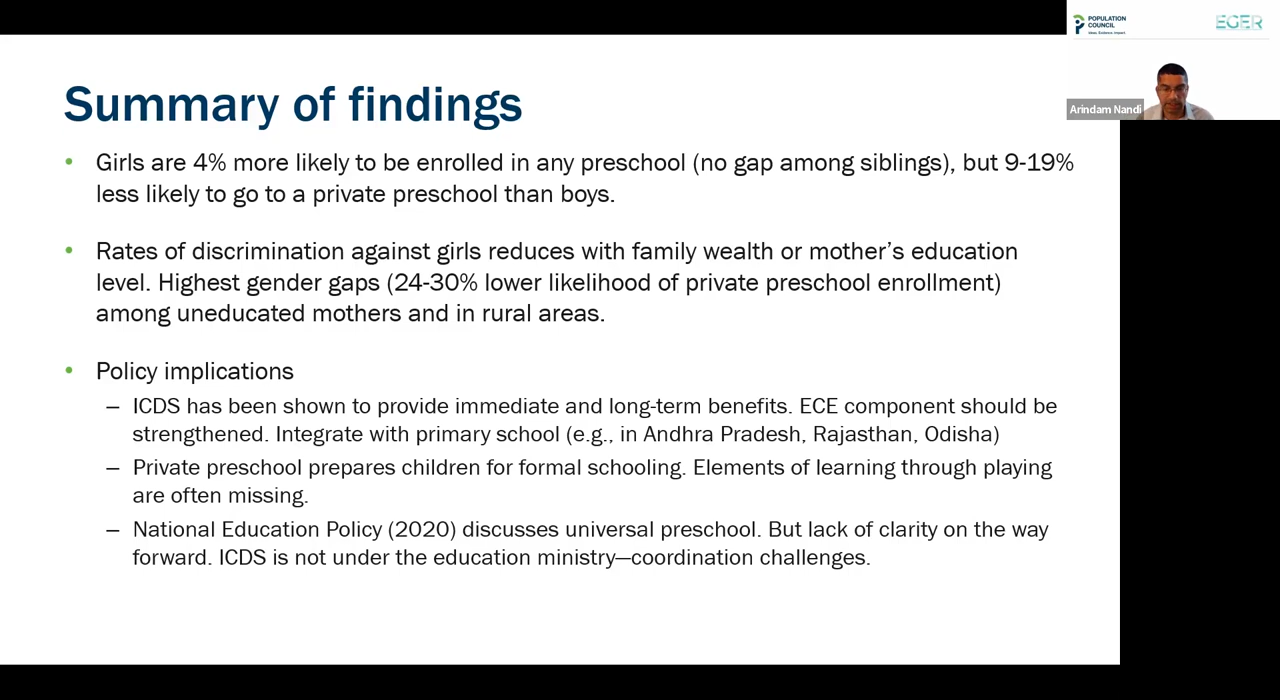 POPULATION
COUNCIL
Ideas. Evidence. Impact.
EGER
Arindam Nandi
Summary of findings
• Girls are 4% more likely to be enrolled in any preschool (no gap among siblings), but 9-19%
less likely to go to a private preschool than boys.
• Rates of discrimination against girls reduces with family wealth or mother’s education
level. Highest gender gaps (24-30% lower likelihood of private preschool enrollment)
among uneducated mothers and in rural areas.
• Policy implications
– ICDS has been shown to provide immediate and long-term benefits. ECE component should be
strengthened. Integrate with primary school (e.g., in Andhra Pradesh, Rajasthan, Odisha)
– Private preschool prepares children for formal schooling. Elements of learning through playing
are often missing.
– National Education Policy (2020) discusses universal preschool. But lack of clarity on the way
forward. ICDS is not under the education ministry—coordination challenges.